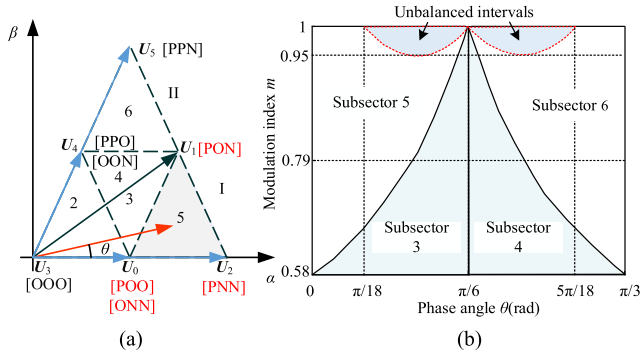 β
U5 [PPN]
II
6
U4 [PPO] U1 [PON]
[OON]
4
I
2 3
5
θ
U3 U0 U2 α
[OOO] [POO] [PNN]
[ONN]
(a)
Unbalanced intervals
1
0.95
Subsector 5 Subsector 6
Modulation index m
0.79
Subsector Subsector
3 4
0.58
0 π/18 π/6 5π/18 π/3
Phase angle θ(rad)
(b)